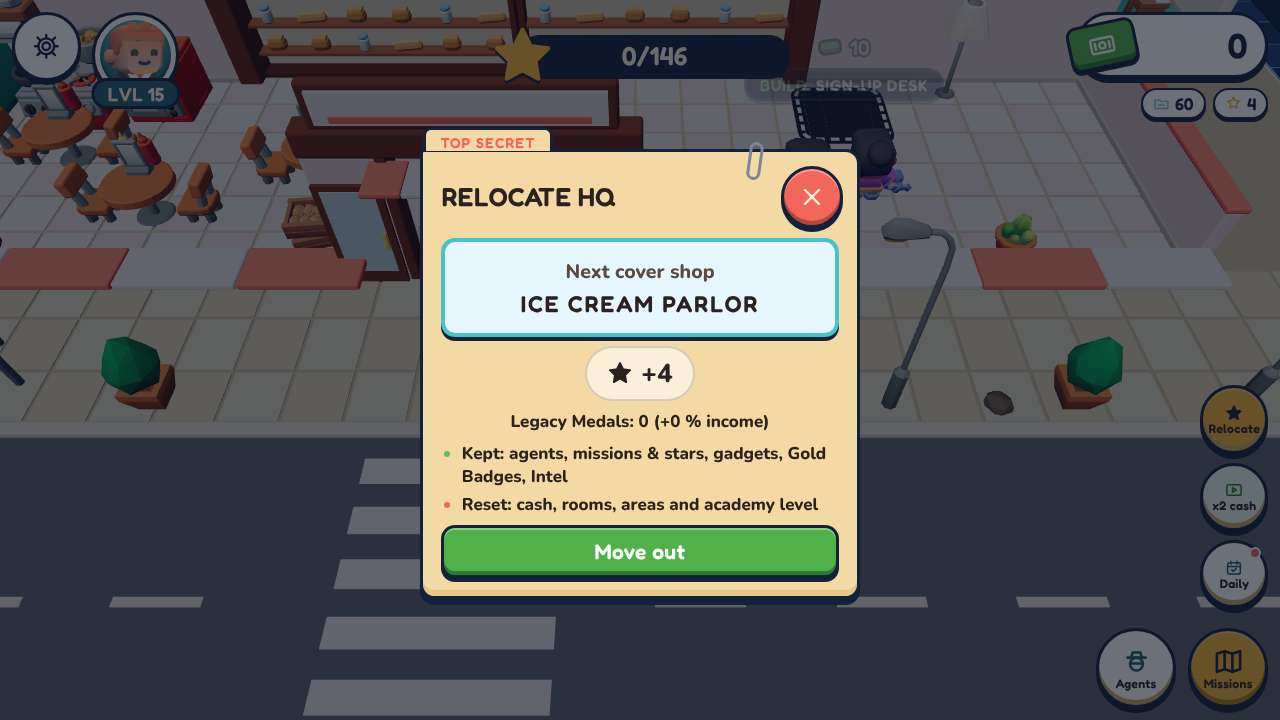 0/146
10
BUILD SIGN-UP DESK
0
60
4
LVL 15
TOP SECRET
RELOCATE HQ
Next cover shop
ICE CREAM PARLOR
+4
Legacy Medals: 0 (+0 % income)
Kept: agents, missions & stars, gadgets, Gold
Badges, Intel
Reset: cash, rooms, areas and academy level
Move out
Relocate
x2 cash
Daily
Agents
Missions